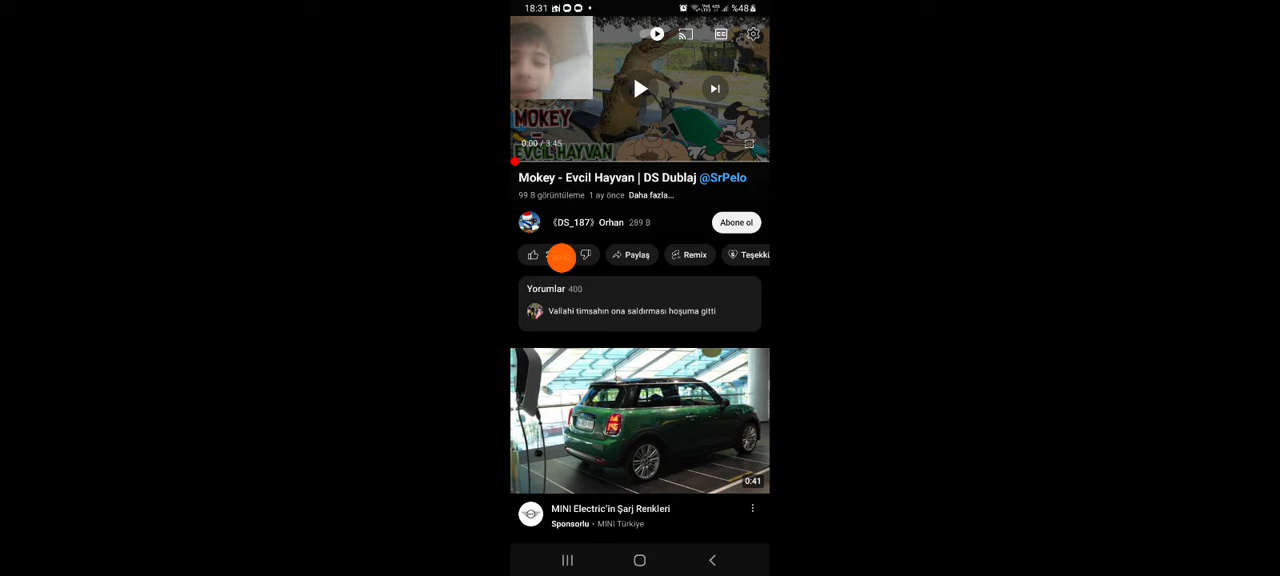 18:31
%48
MOKEY
EVCİL HAYVAN
0:00 / 3:45
Mokey - Evcil Hayvan | DS Dublaj @SrPelo
99 B görüntüleme 1 ay önce Daha fazla...
《DS_187》 Orhan 289 B
Abone ol
Paylaş
Remix
Teşekkü
Yorumlar 400
Vallahi timsahın ona saldırması hoşuma gitti
0:41
MINI Electric'in Şarj Renkleri
Sponsorlu • MINI Türkiye